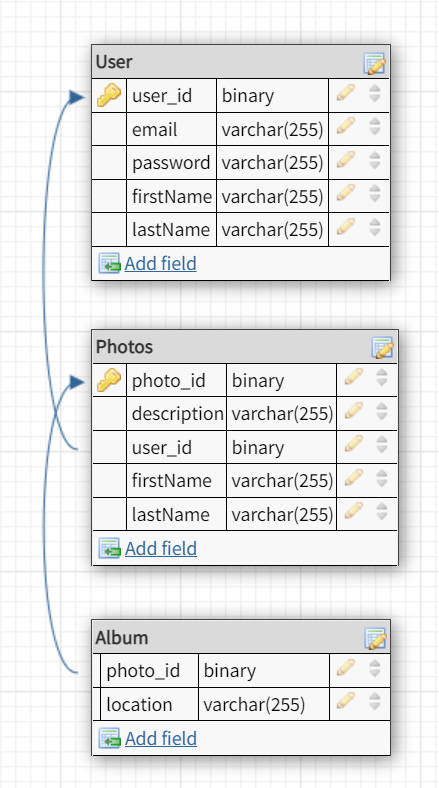 User
user_id binary
email varchar(255)
password varchar(255)
firstName varchar(255)
lastName varchar(255)
Add field
Photos
photo_id binary
description varchar(255)
user_id binary
firstName varchar(255)
lastName varchar(255)
Add field
Album
photo_id binary
location varchar(255)
Add field